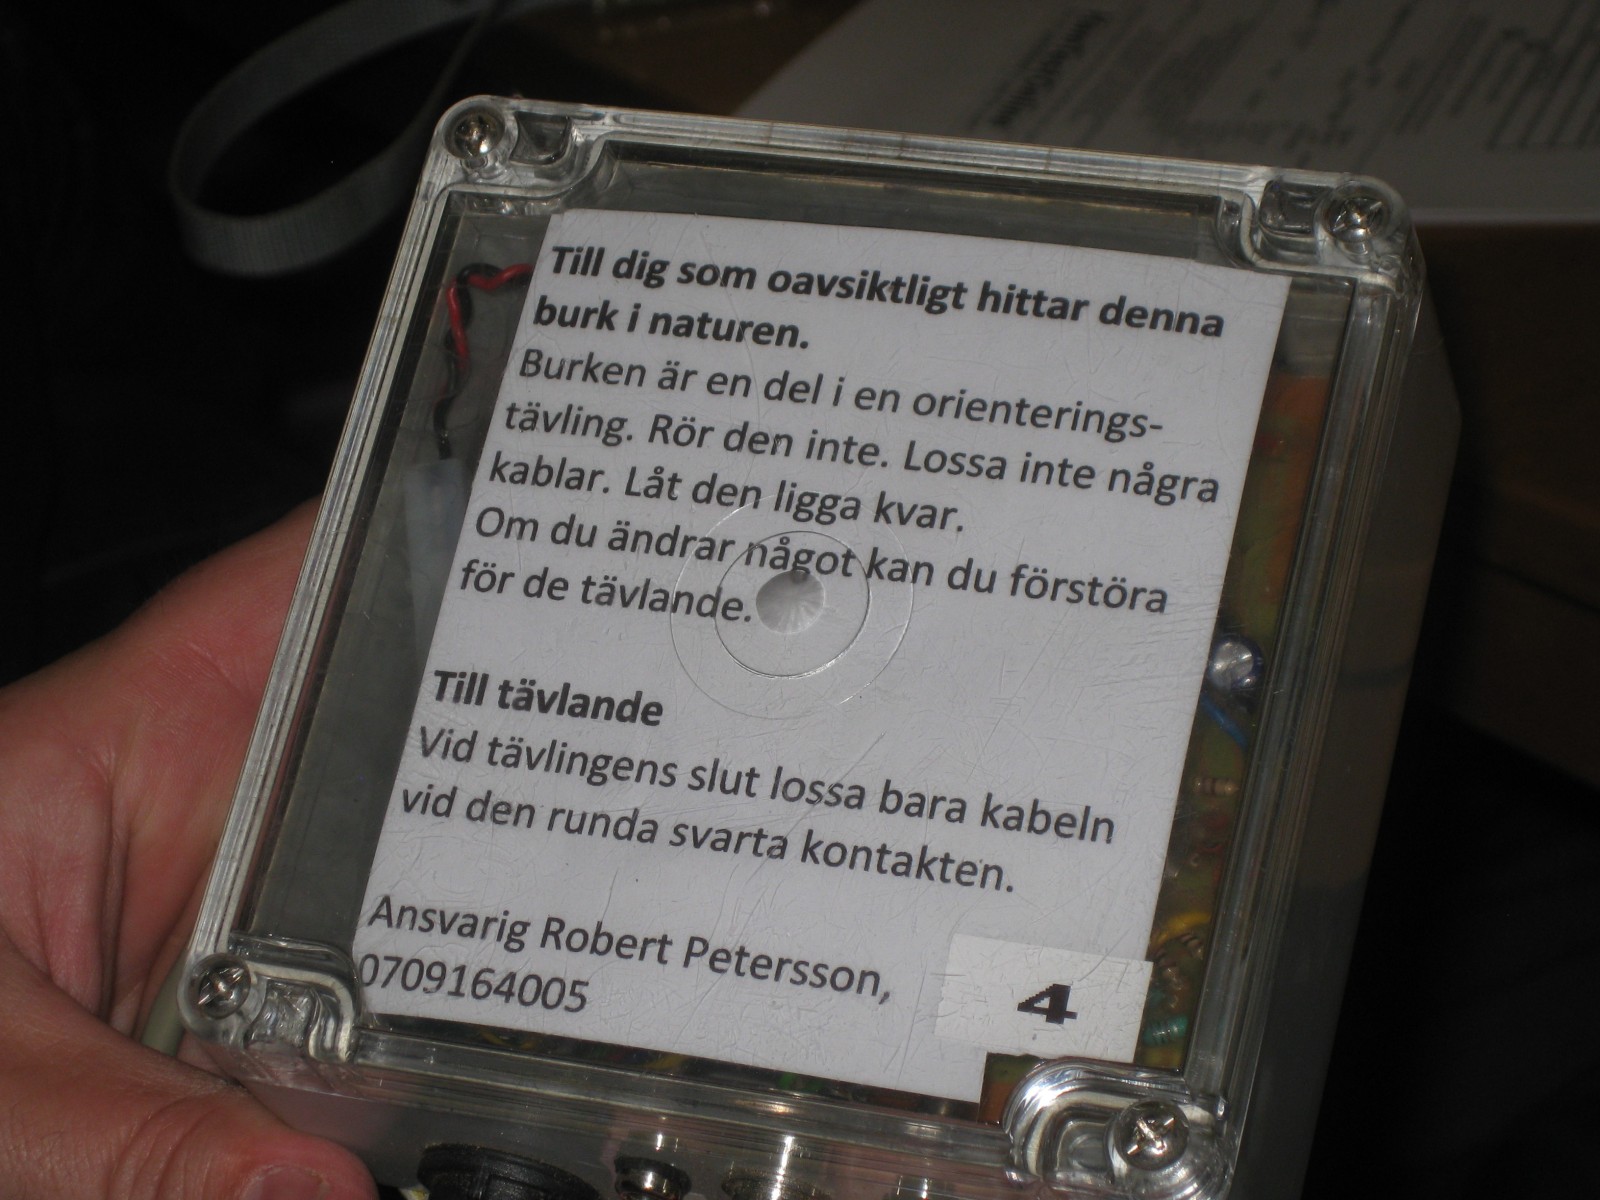 Till dig som oavsiktligt hittar denna
burk i naturen.
Burken är en del i en orienterings-
tävling. Rör den inte. Lossa inte några
kablar. Låt den ligga kvar.
Om du ändrar något kan du förstöra
för de tävlande.
Till tävlande
Vid tävlingens slut lossa bara kabeln
vid den runda svarta kontakten.
Ansvarig Robert Petersson,
0709164005
4